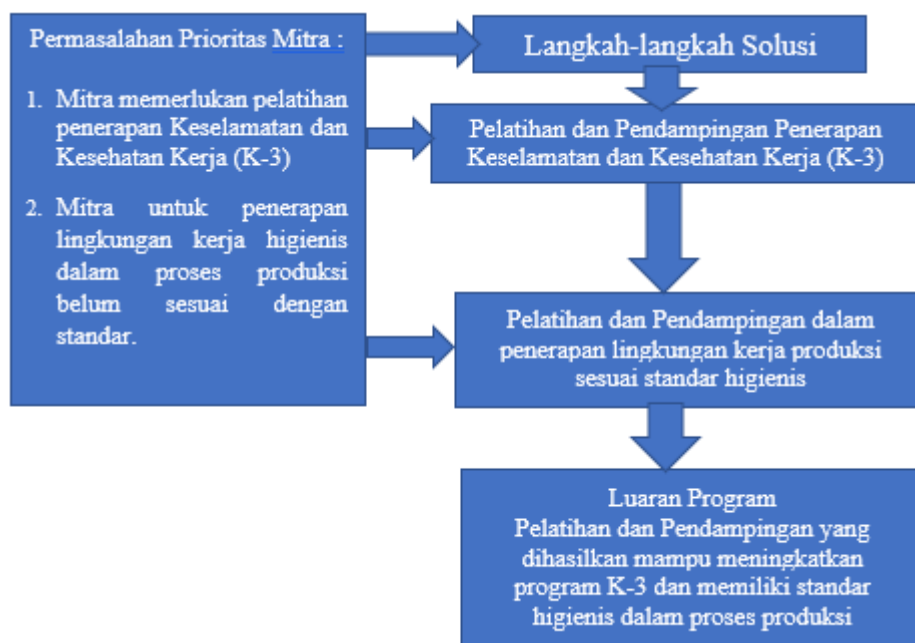 Permasalahan Prioritas Mitra :
1. Mitra memerlukan pelatihan
penerapan Keselamatan dan
Kesehatan Kerja (K-3)
2. Mitra untuk penerapan
lingkungan kerja higienis
dalam proses produksi
belum sesuai dengan
standar.
Langkah-langkah Solusi
Pelatihan dan Pendampingan Penerapan
Keselamatan dan Kesehatan Kerja (K-3)
Pelatihan dan Pendampingan dalam
penerapan lingkungan kerja produksi
sesuai standar higienis
Luaran Program
Pelatihan dan Pendampingan yang
dihasilkan mampu meningkatkan
program K-3 dan memiliki standar
higienis dalam proses produksi